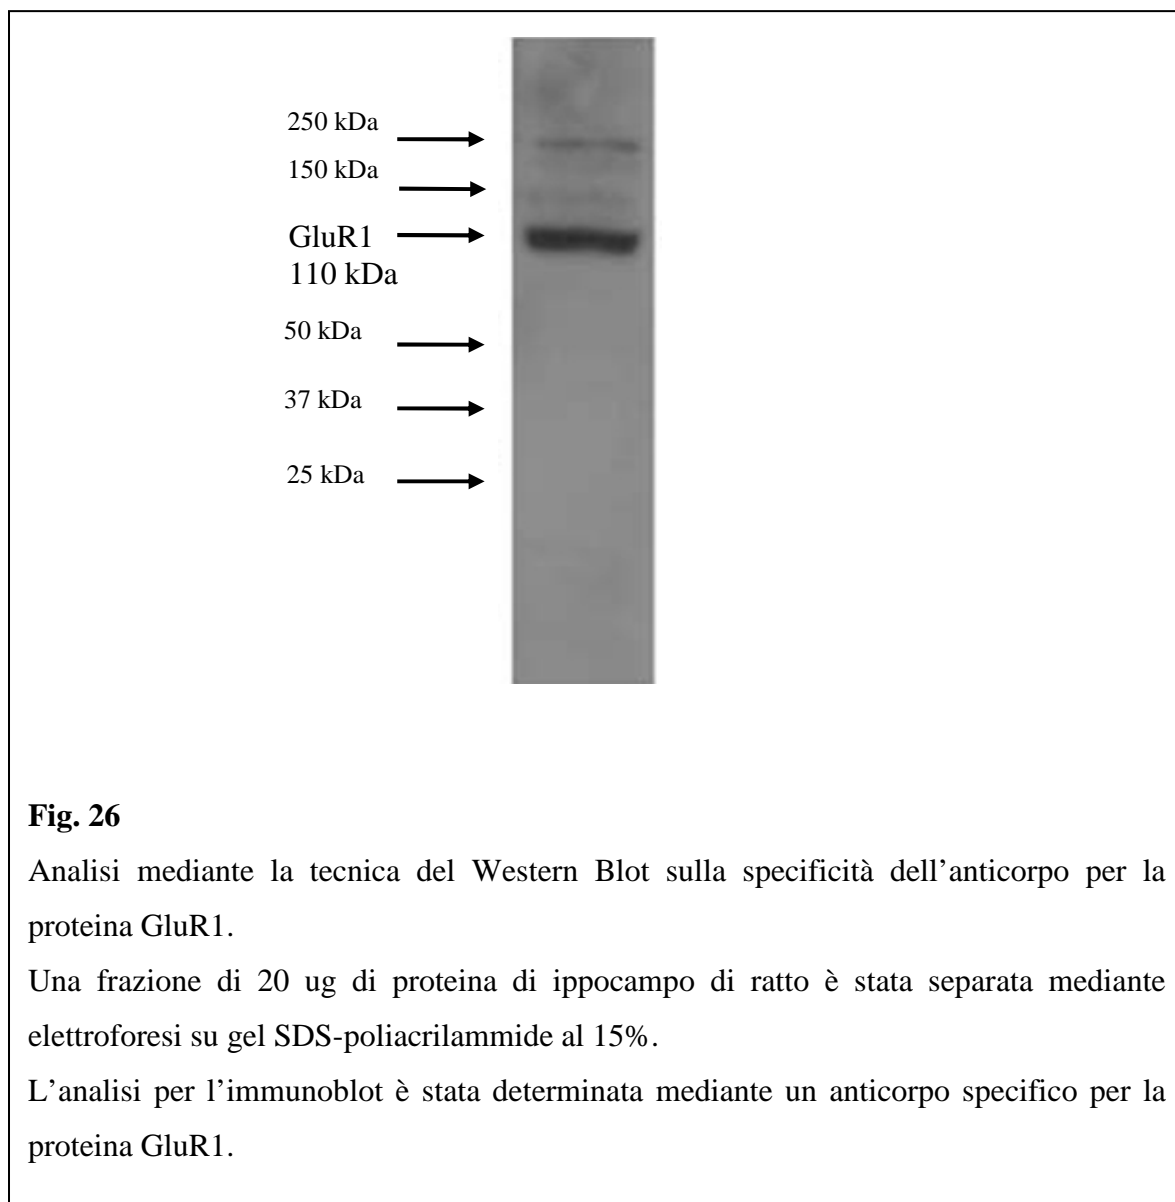 250 kDa
150 kDa
GluR1
110 kDa
50 kDa
37 kDa
25 kDa
Fig. 26
Analisi mediante la tecnica del Western Blot sulla specificità dell’anticorpo per la
proteina GluR1.
Una frazione di 20 ug di proteina di ippocampo di ratto è stata separata mediante
elettroforesi su gel SDS-poliacrilammide al 15%.
L’analisi per l’immunoblot è stata determinata mediante un anticorpo specifico per la
proteina GluR1.